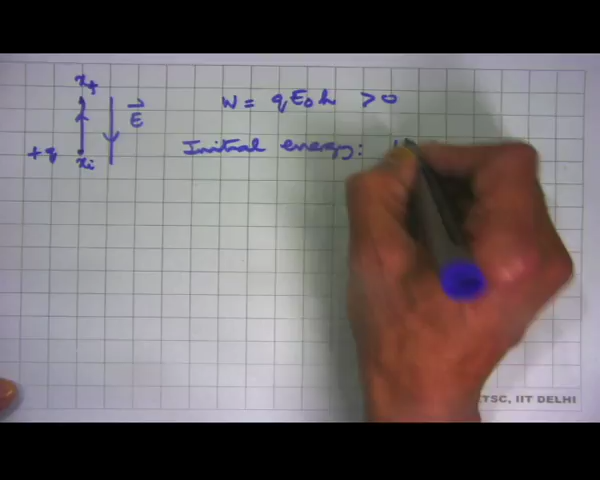 x_f
W = qE₀h > 0
E⃗
Initial energy:
+q
x_i
ETSC, IIT DELHI